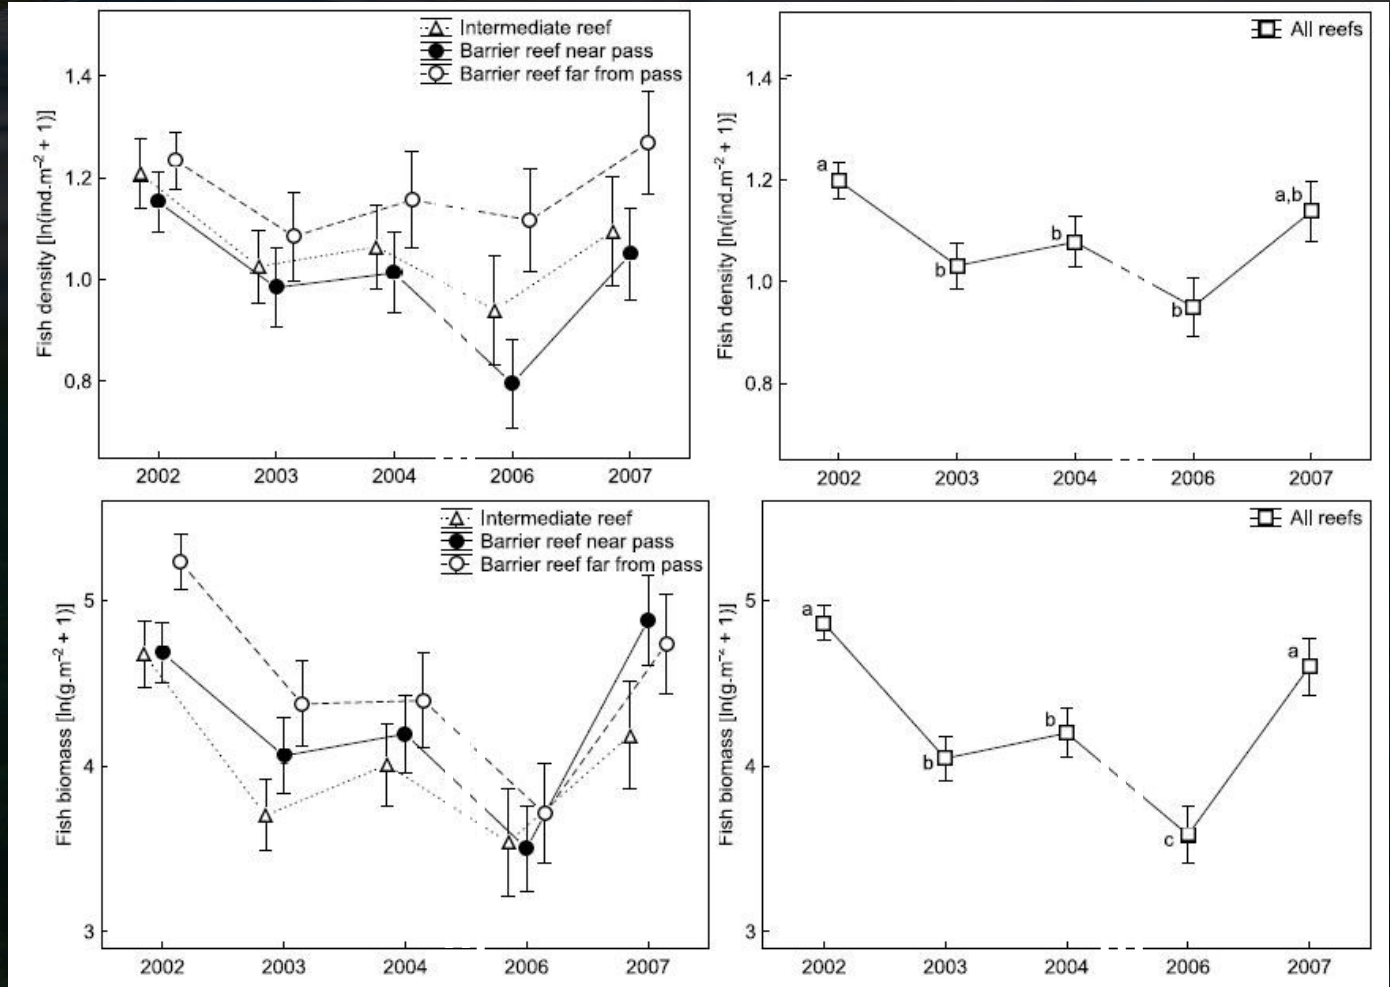 Intermediate reef
Barrier reef near pass
Barrier reef far from pass
Fish density [ln(ind.m⁻² + 1)]
1.4
1.2
1.0
0.8
2002 2003 2004 2006 2007
All reefs
Fish density [ln(ind.m⁻² + 1)]
1.4
1.2
1.0
0.8
a
b
b
b
a,b
2002 2003 2004 2006 2007
Intermediate reef
Barrier reef near pass
Barrier reef far from pass
Fish biomass [ln(g.m⁻² + 1)]
5
4
3
2002 2003 2004 2006 2007
All reefs
Fish biomass [ln(g.m⁻² + 1)]
5
4
3
a
b
b
c
a
2002 2003 2004 2006 2007